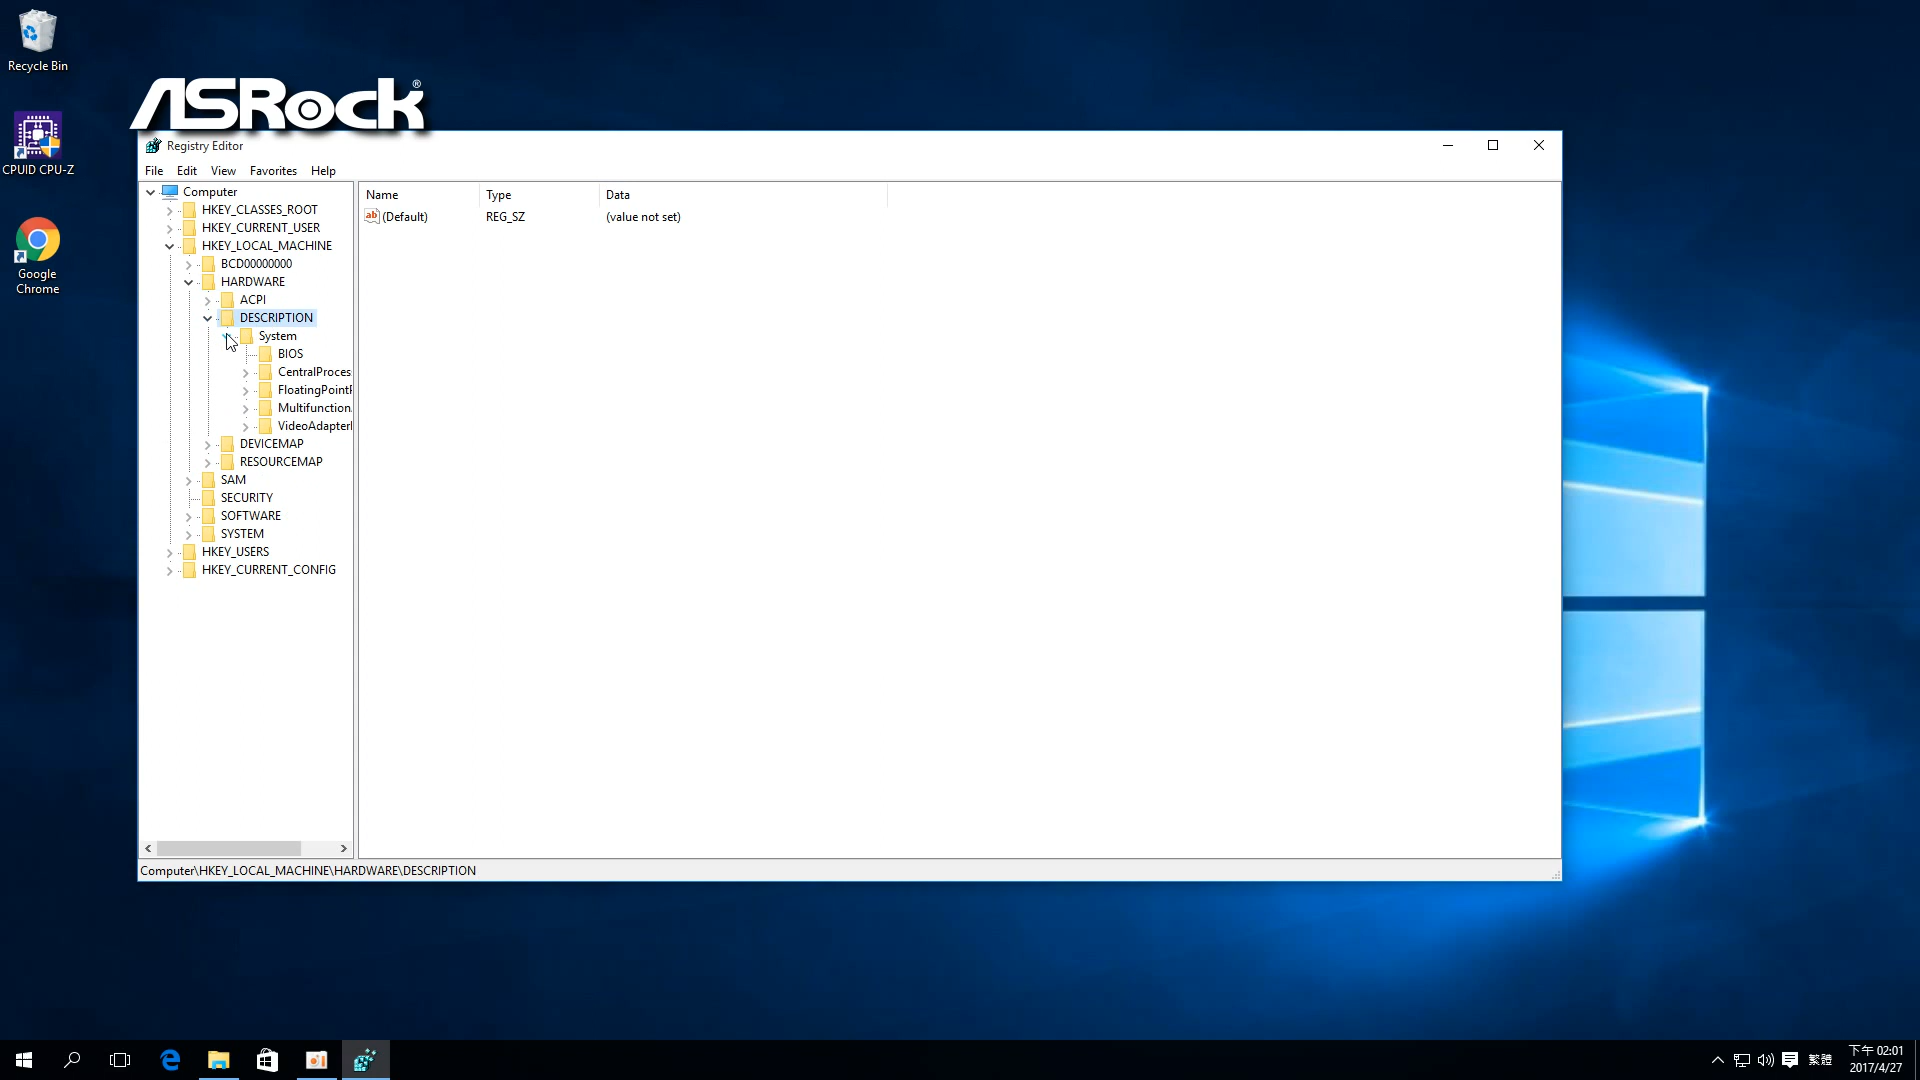 Recycle Bin
CPUID CPU-Z
Google
Chrome
ASRock®
Registry Editor
File Edit View Favorites Help
Computer
HKEY_CLASSES_ROOT
HKEY_CURRENT_USER
HKEY_LOCAL_MACHINE
BCD00000000
HARDWARE
ACPI
DESCRIPTION
System
BIOS
CentralProces
FloatingPointP
Multifunction
VideoAdapter
DEVICEMAP
RESOURCEMAP
SAM
SECURITY
SOFTWARE
SYSTEM
HKEY_USERS
HKEY_CURRENT_CONFIG
Name Type Data
ab (Default) REG_SZ (value not set)
Computer\HKEY_LOCAL_MACHINE\HARDWARE\DESCRIPTION
繁體
下午 02:01
2017/4/27